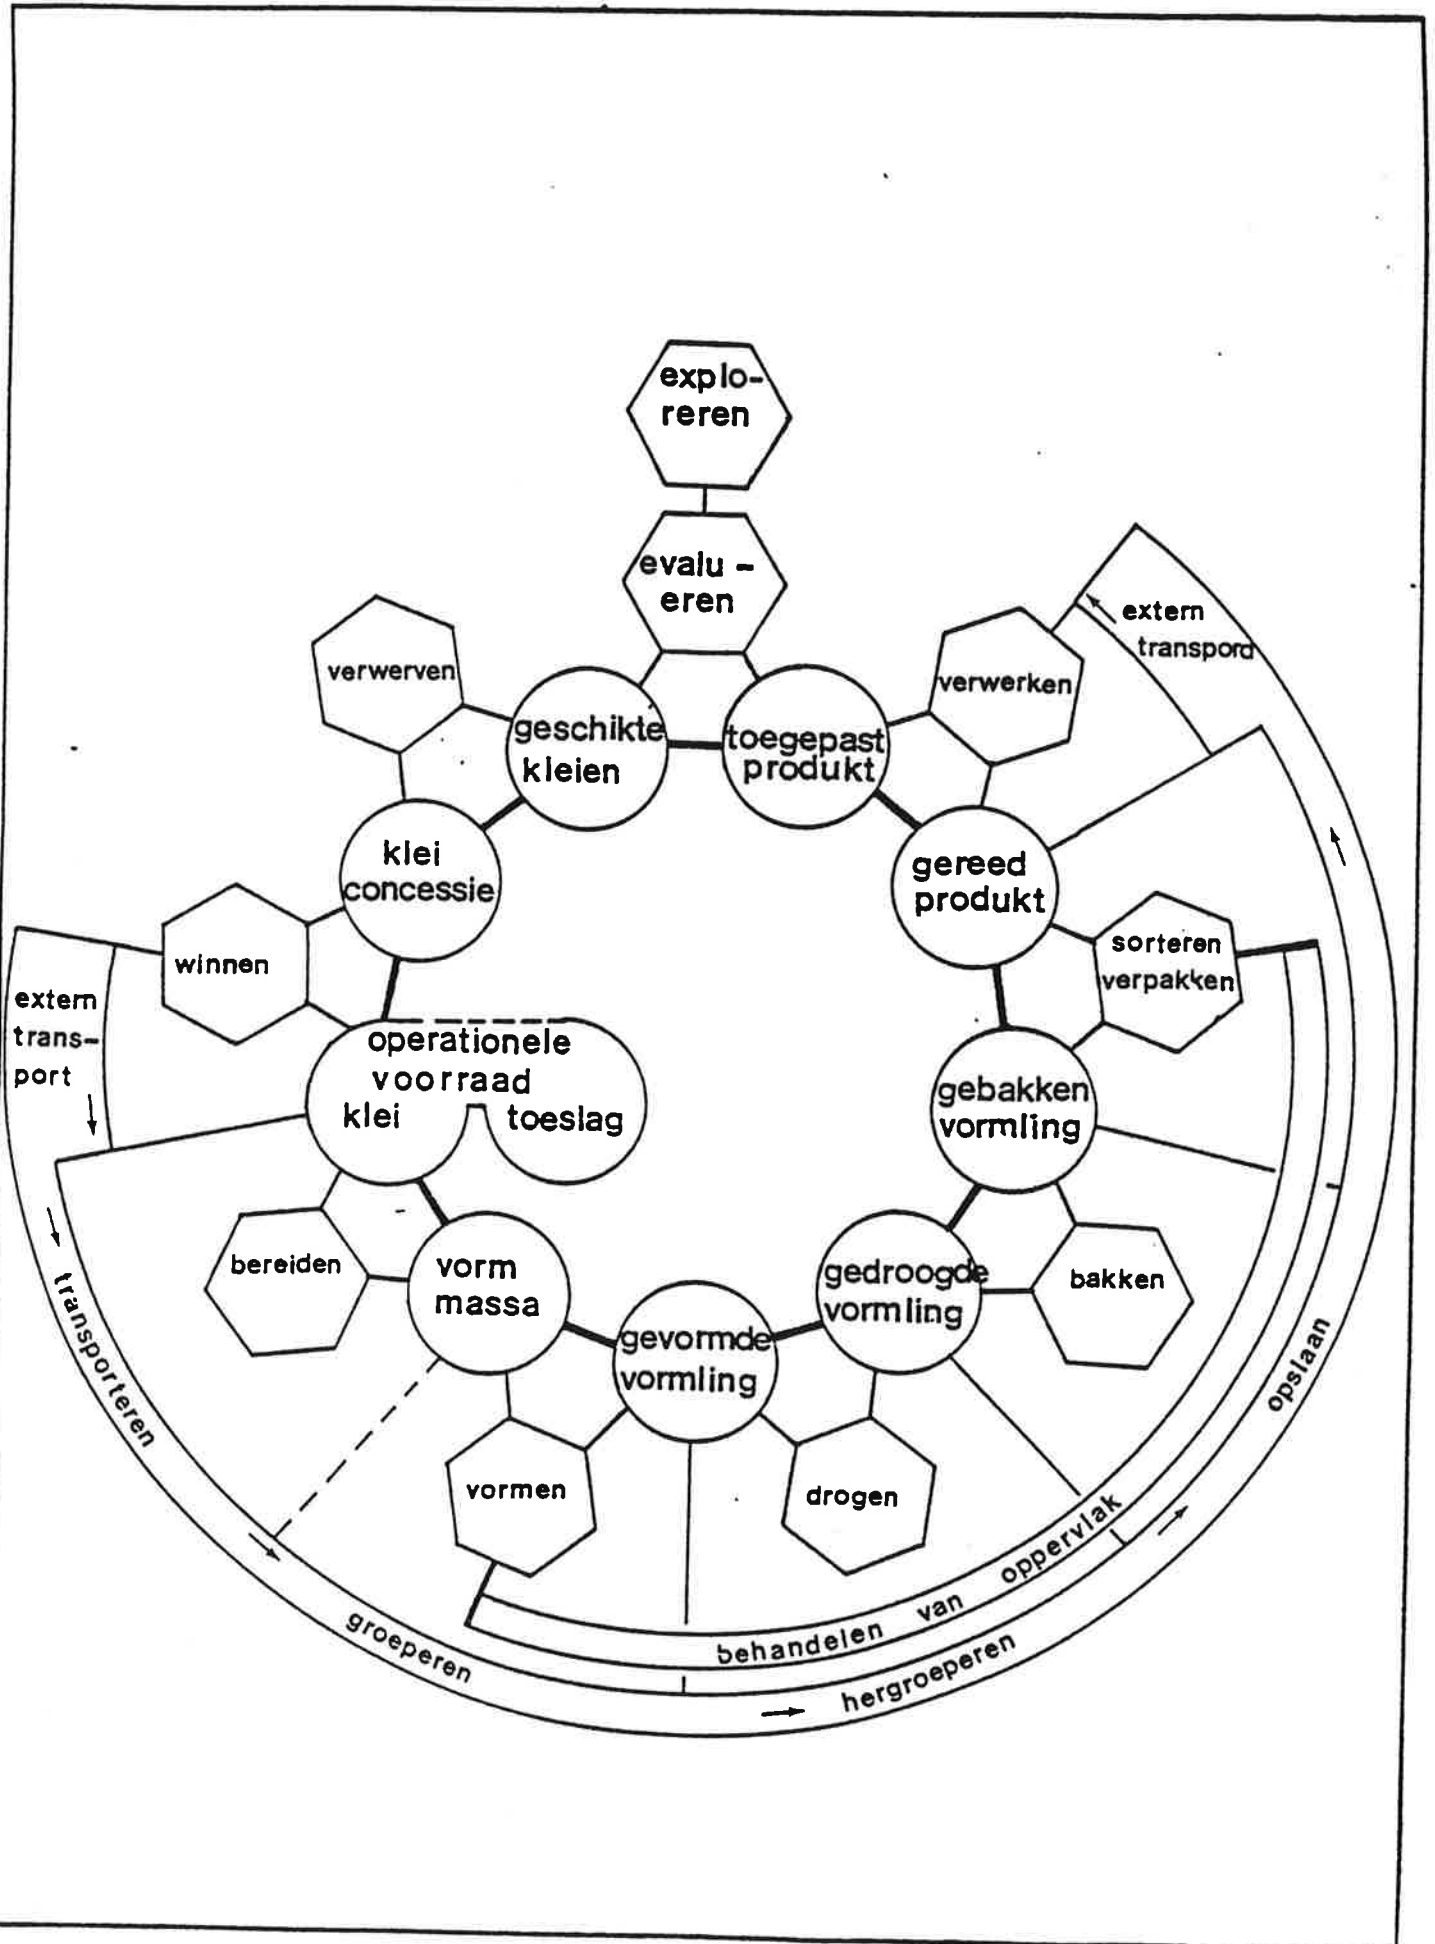 explo-
reren
evalu -
eren
verwerven
geschikte
kleien
toegepast
produkt
verwerken
extern
transpord
klei
concessie
gereed
produkt
winnen
sorteren
verpakken
extern
trans-
port
operationele
voorraad
klei
toeslag
gebakken
vormling
bereiden
vorm
massa
gevormde
vormling
gedroogde
vormling
bakken
vormen
drogen
transporteren
groeperen
behandelen van oppervlak
hergroeperen
opslaan